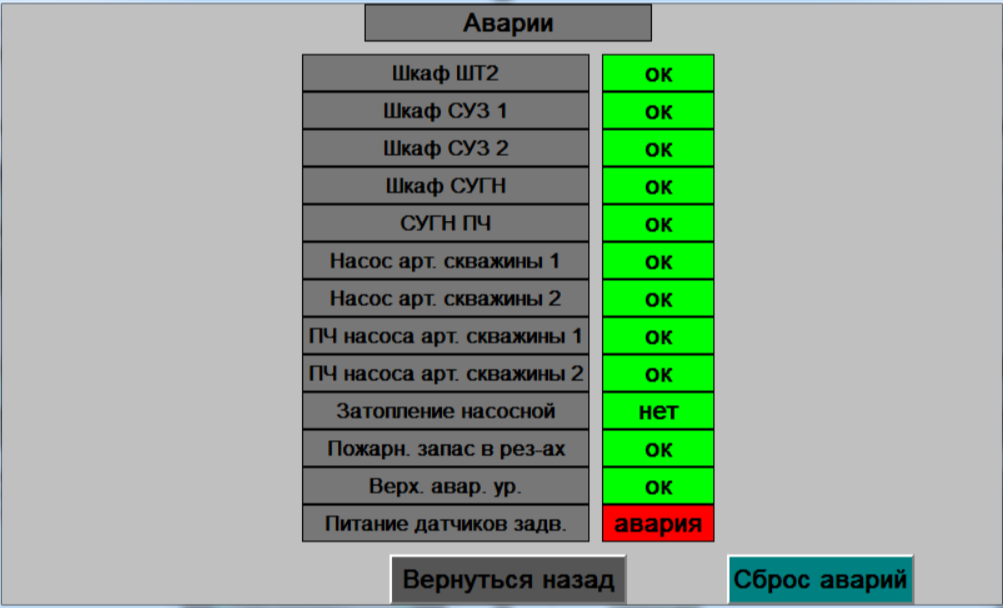 Аварии
Шкаф ШТ2 ок
Шкаф СУЗ 1 ок
Шкаф СУЗ 2 ок
Шкаф СУГН ок
СУГН ПЧ ок
Насос арт. скважины 1 ок
Насос арт. скважины 2 ок
ПЧ насоса арт. скважины 1 ок
ПЧ насоса арт. скважины 2 ок
Затопление насосной нет
Пожарн. запас в рез-ах ок
Верх. авар. ур. ок
Питание датчиков задв. авария
Вернуться назад Сброс аварий